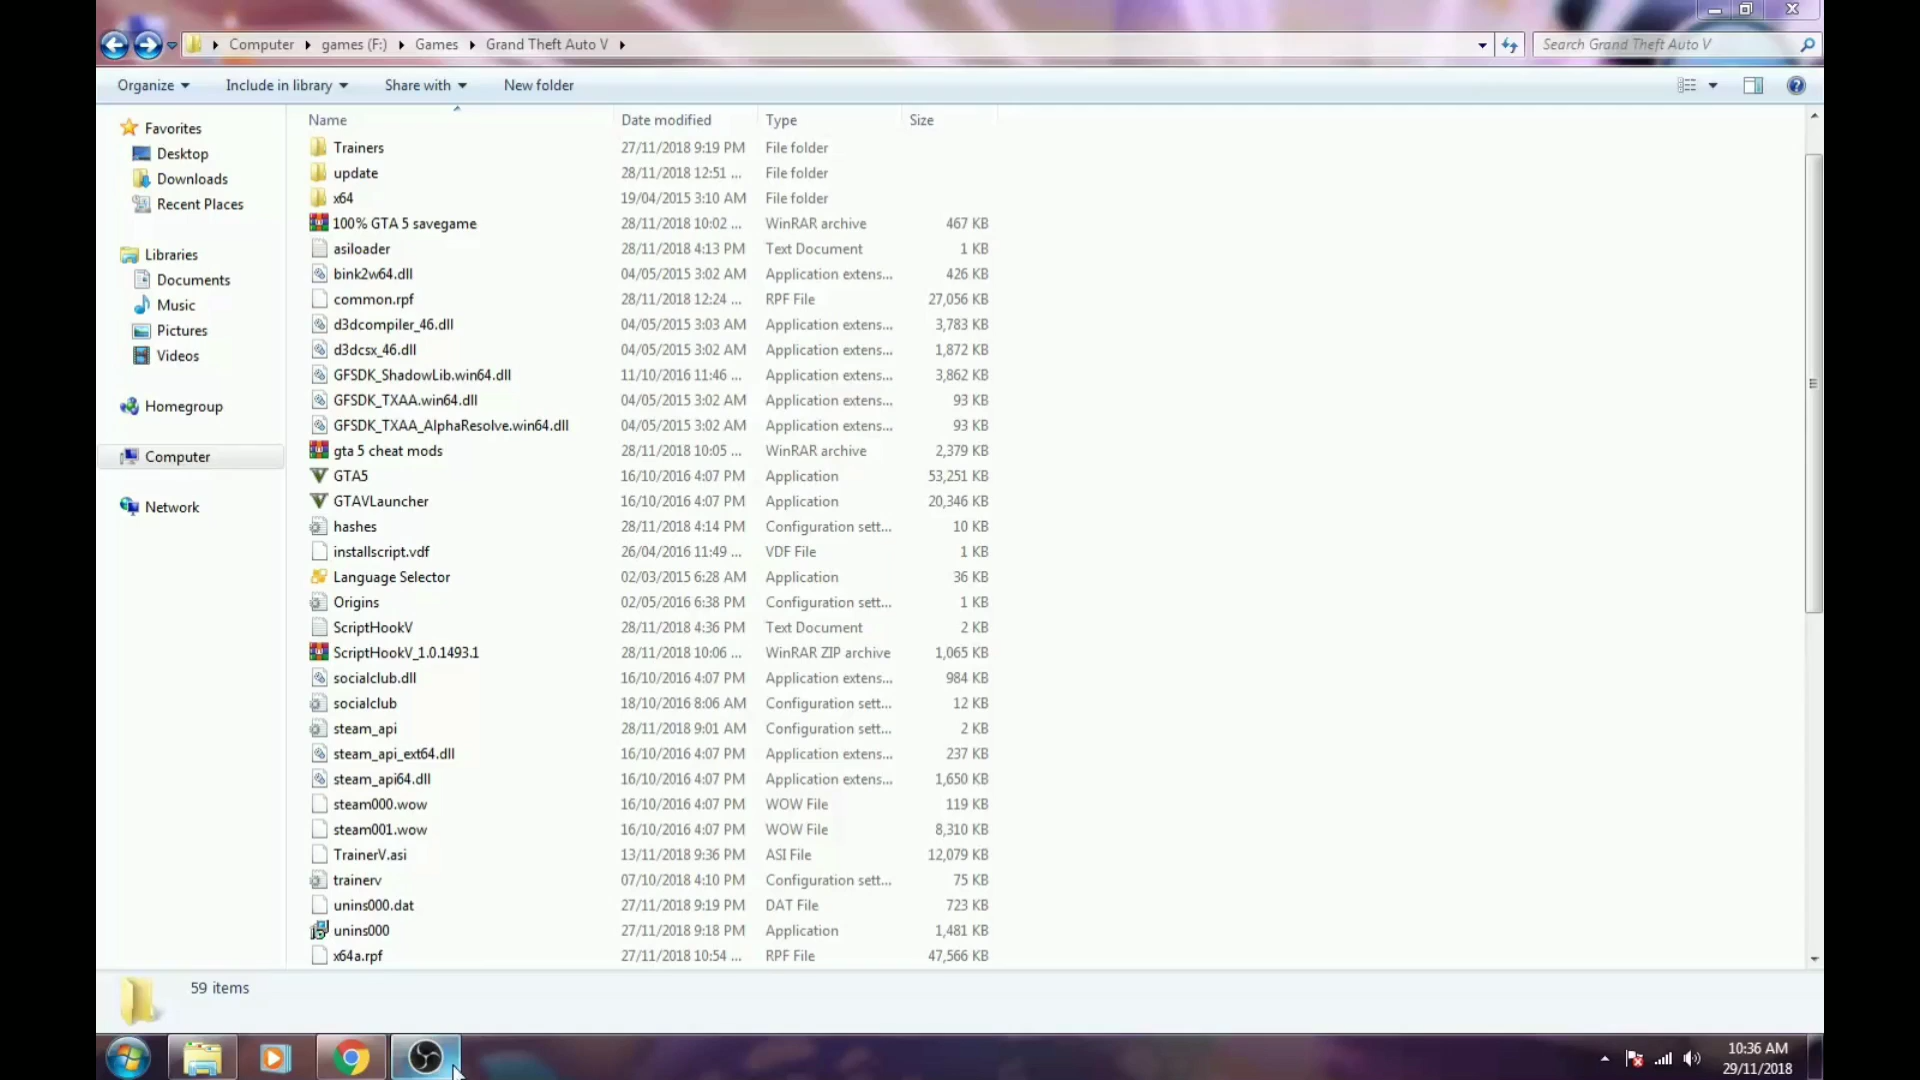 Computer games (F:) Games Grand Theft Auto V Search Grand Theft Auto V
Organize Include in library Share with New folder
Name Date modified Type Size
Favorites
Desktop
Downloads
Recent Places
Libraries
Documents
Music
Pictures
Videos
Homegroup
Computer
Network
Trainers 27/11/2018 9:19 PM File folder
update 28/11/2018 12:51 ... File folder
x64 19/04/2015 3:10 AM File folder
100% GTA 5 savegame 28/11/2018 10:02 ... WinRAR archive 467 KB
asiloader 28/11/2018 4:13 PM Text Document 1 KB
bink2w64.dll 04/05/2015 3:02 AM Application extens... 426 KB
common.rpf 28/11/2018 12:24 ... RPF File 27,056 KB
d3dcompiler_46.dll 04/05/2015 3:03 AM Application extens... 3,783 KB
d3dcsx_46.dll 04/05/2015 3:02 AM Application extens... 1,872 KB
GFSDK_ShadowLib.win64.dll 11/10/2016 11:46 ... Application extens... 3,862 KB
GFSDK_TXAA.win64.dll 04/05/2015 3:02 AM Application extens... 93 KB
GFSDK_TXAA_AlphaResolve.win64.dll 04/05/2015 3:02 AM Application extens... 93 KB
gta 5 cheat mods 28/11/2018 10:05 ... WinRAR archive 2,379 KB
GTA5 16/10/2016 4:07 PM Application 53,251 KB
GTAVLauncher 16/10/2016 4:07 PM Application 20,346 KB
hashes 28/11/2018 4:14 PM Configuration sett... 10 KB
installscript.vdf 26/04/2016 11:49 ... VDF File 1 KB
Language Selector 02/03/2015 6:28 AM Application 36 KB
Origins 02/05/2016 6:38 PM Configuration sett... 1 KB
ScriptHookV 28/11/2018 4:36 PM Text Document 2 KB
ScriptHookV_1.0.1493.1 28/11/2018 10:06 ... WinRAR ZIP archive 1,065 KB
socialclub.dll 16/10/2016 4:07 PM Application extens... 984 KB
socialclub 18/10/2016 8:06 AM Configuration sett... 12 KB
steam_api 28/11/2018 9:01 AM Configuration sett... 2 KB
steam_api_ext64.dll 16/10/2016 4:07 PM Application extens... 237 KB
steam_api64.dll 16/10/2016 4:07 PM Application extens... 1,650 KB
steam000.wow 16/10/2016 4:07 PM WOW File 119 KB
steam001.wow 16/10/2016 4:07 PM WOW File 8,310 KB
TrainerV.asi 13/11/2018 9:36 PM ASI File 12,079 KB
trainerv 07/10/2018 4:10 PM Configuration sett... 75 KB
unins000.dat 27/11/2018 9:19 PM DAT File 723 KB
unins000 27/11/2018 9:18 PM Application 1,481 KB
x64a.rpf 27/11/2018 10:54 ... RPF File 47,566 KB
59 items
10:36 AM
29/11/2018